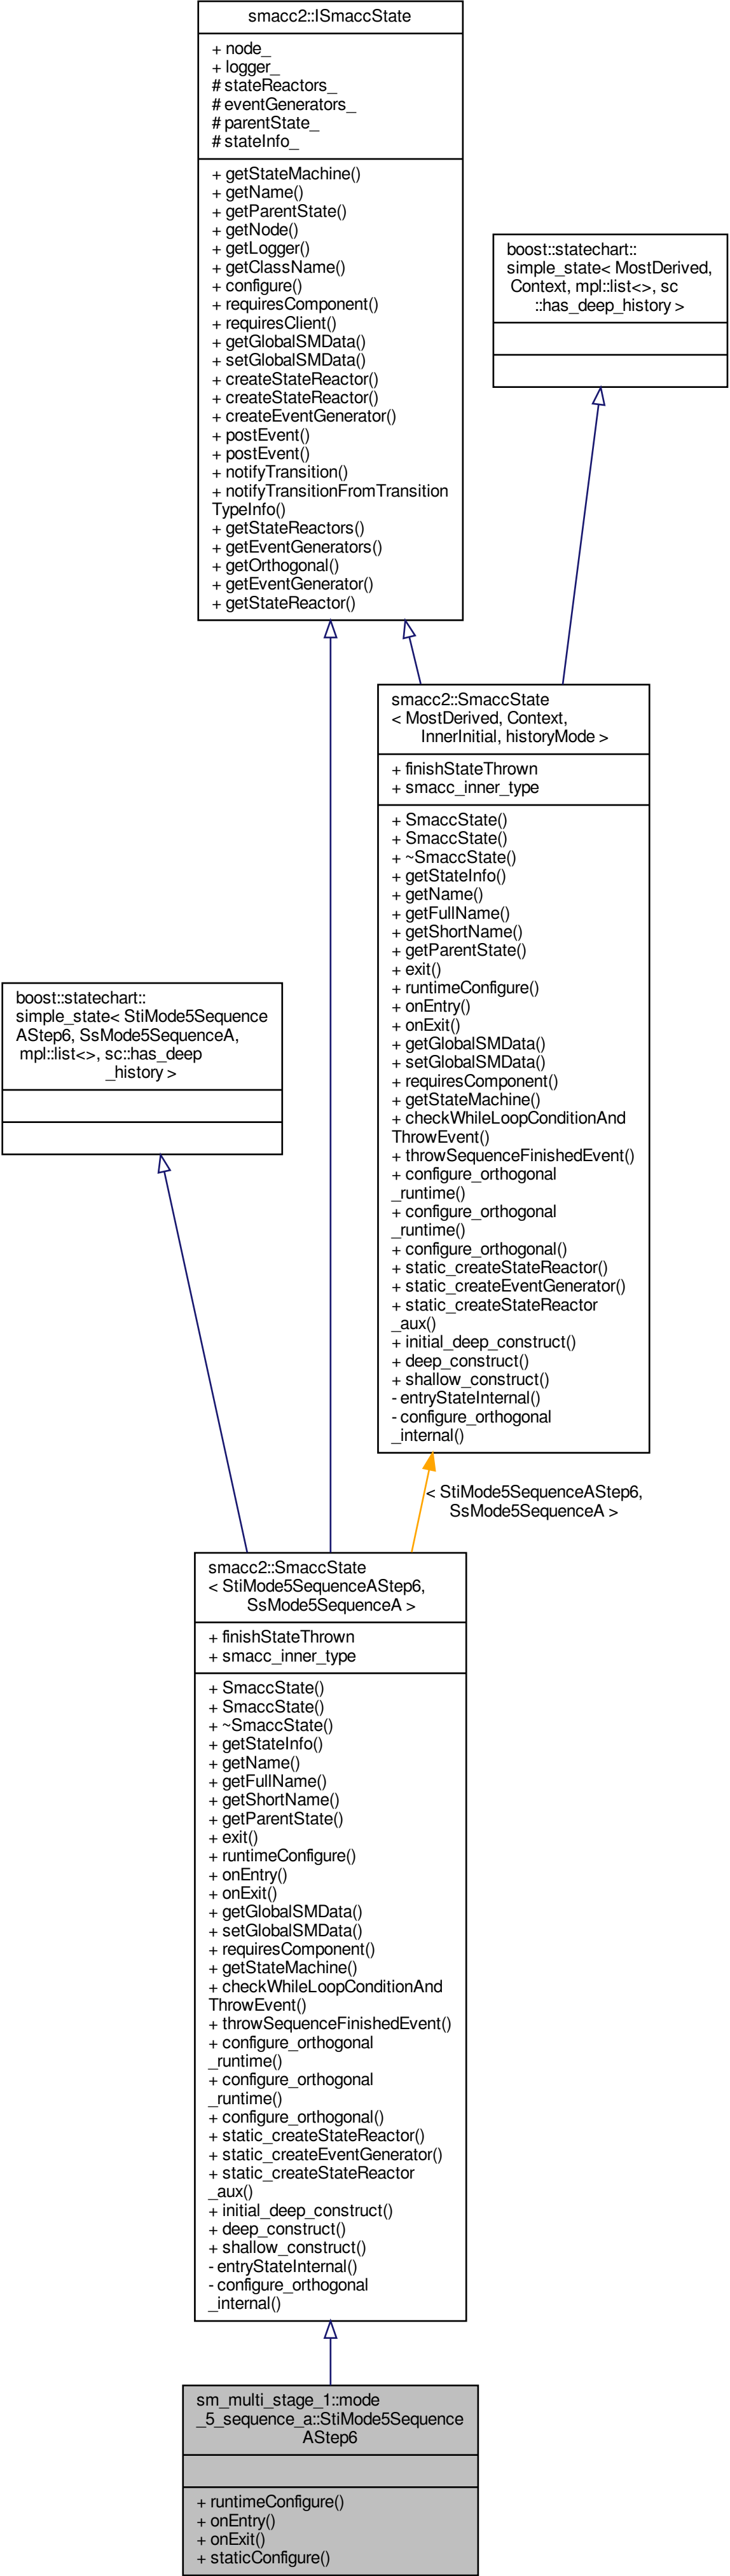 smacc2::ISmaccState
+ node_
+ logger_
# stateReactors_
# eventGenerators_
# parentState_
# stateInfo_
+ getStateMachine()
+ getName()
+ getParentState()
+ getNode()
+ getLogger()
+ getClassName()
+ configure()
+ requiresComponent()
+ requiresClient()
+ getGlobalSMData()
+ setGlobalSMData()
+ createStateReactor()
+ createStateReactor()
+ createEventGenerator()
+ postEvent()
+ postEvent()
+ notifyTransition()
+ notifyTransitionFromTransition
TypeInfo()
+ getStateReactors()
+ getEventGenerators()
+ getOrthogonal()
+ getEventGenerator()
+ getStateReactor()
boost::statechart::
simple_state< MostDerived,
Context, mpl::list<>, sc
::has_deep_history >
smacc2::SmaccState
< MostDerived, Context,
InnerInitial, historyMode >
+ finishStateThrown
+ smacc_inner_type
+ SmaccState()
+ SmaccState()
+ ~SmaccState()
+ getStateInfo()
+ getName()
+ getFullName()
+ getShortName()
+ getParentState()
+ exit()
+ runtimeConfigure()
+ onEntry()
+ onExit()
+ getGlobalSMData()
+ setGlobalSMData()
+ requiresComponent()
+ getStateMachine()
+ checkWhileLoopConditionAnd
ThrowEvent()
+ throwSequenceFinishedEvent()
+ configure_orthogonal
_runtime()
+ configure_orthogonal
_runtime()
+ configure_orthogonal()
+ static_createStateReactor()
+ static_createEventGenerator()
+ static_createStateReactor
_aux()
+ initial_deep_construct()
+ deep_construct()
+ shallow_construct()
- entryStateInternal()
- configure_orthogonal
_internal()
boost::statechart::
simple_state< StiMode5Sequence
AStep6, SsMode5SequenceA,
mpl::list<>, sc::has_deep
_history >
< StiMode5SequenceAStep6,
SsMode5SequenceA >
smacc2::SmaccState
< StiMode5SequenceAStep6,
SsMode5SequenceA >
+ finishStateThrown
+ smacc_inner_type
+ SmaccState()
+ SmaccState()
+ ~SmaccState()
+ getStateInfo()
+ getName()
+ getFullName()
+ getShortName()
+ getParentState()
+ exit()
+ runtimeConfigure()
+ onEntry()
+ onExit()
+ getGlobalSMData()
+ setGlobalSMData()
+ requiresComponent()
+ getStateMachine()
+ checkWhileLoopConditionAnd
ThrowEvent()
+ throwSequenceFinishedEvent()
+ configure_orthogonal
_runtime()
+ configure_orthogonal
_runtime()
+ configure_orthogonal()
+ static_createStateReactor()
+ static_createEventGenerator()
+ static_createStateReactor
_aux()
+ initial_deep_construct()
+ deep_construct()
+ shallow_construct()
- entryStateInternal()
- configure_orthogonal
_internal()
sm_multi_stage_1::mode
_5_sequence_a::StiMode5Sequence
AStep6
+ runtimeConfigure()
+ onEntry()
+ onExit()
+ staticConfigure()